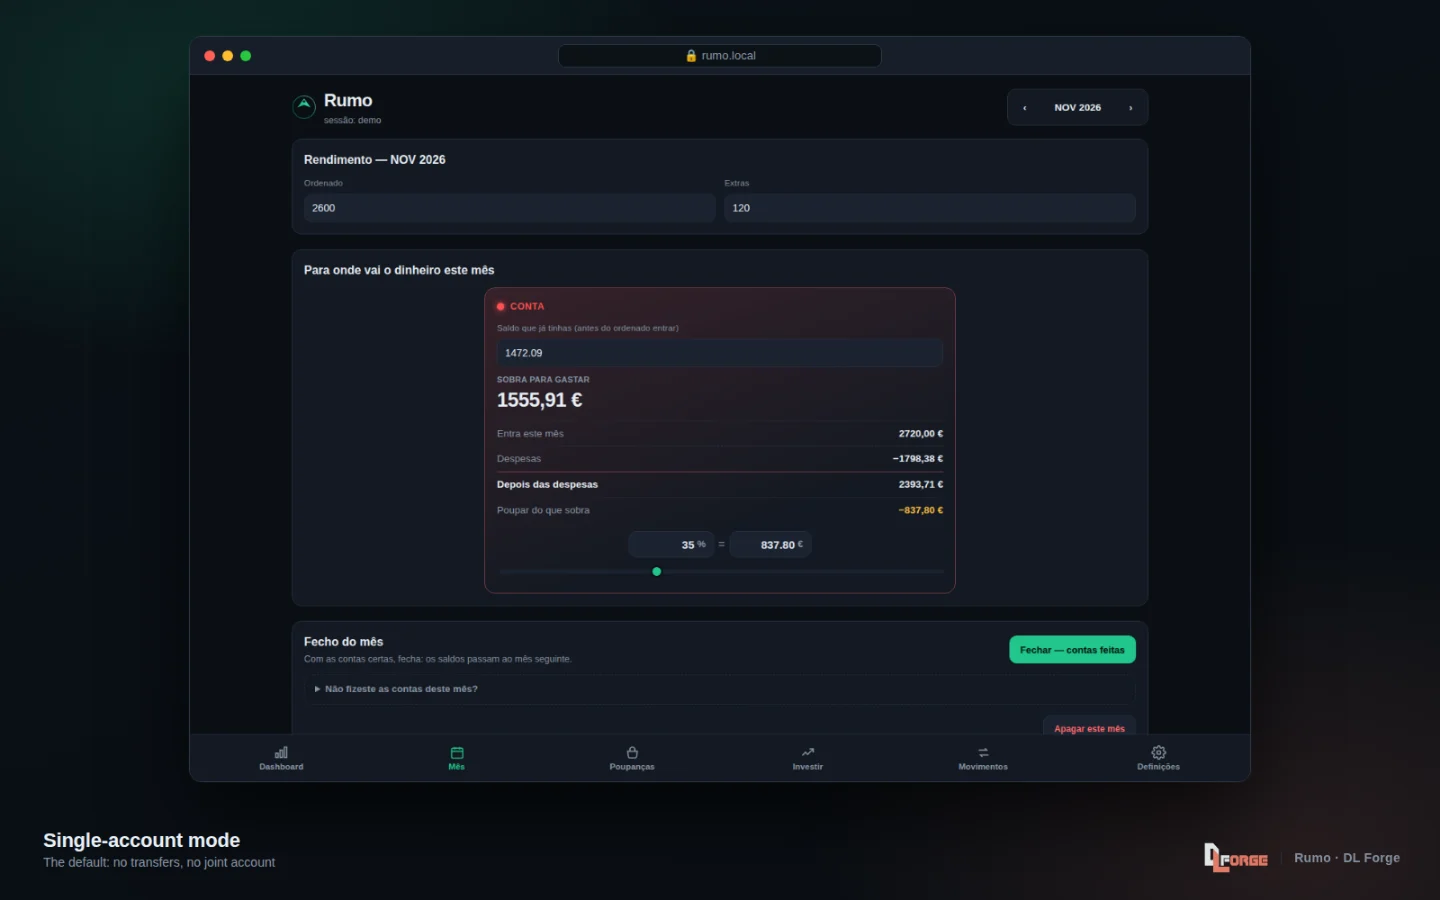 🔒 rumo.local
Rumo
sessão: demo
‹ NOV 2026 ›
Rendimento — NOV 2026
Ordenado
2600
Extras
120
Para onde vai o dinheiro este mês
CONTA
Saldo que já tinhas (antes do ordenado entrar)
1472.09
SOBRA PARA GASTAR
1555,91 €
Entra este mês 2720,00 €
Despesas −1798,38 €
Depois das despesas 2393,71 €
Poupar do que sobra −837,80 €
35 % = 837.80 €
Fecho do mês
Com as contas certas, fecha: os saldos passam ao mês seguinte.
Fechar — contas feitas
▶ Não fizeste as contas deste mês?
Apagar este mês
Dashboard
Mês
Poupanças
Investir
Movimentos
Definições
Single-account mode
The default: no transfers, no joint account
DL FORGE
Rumo · DL Forge